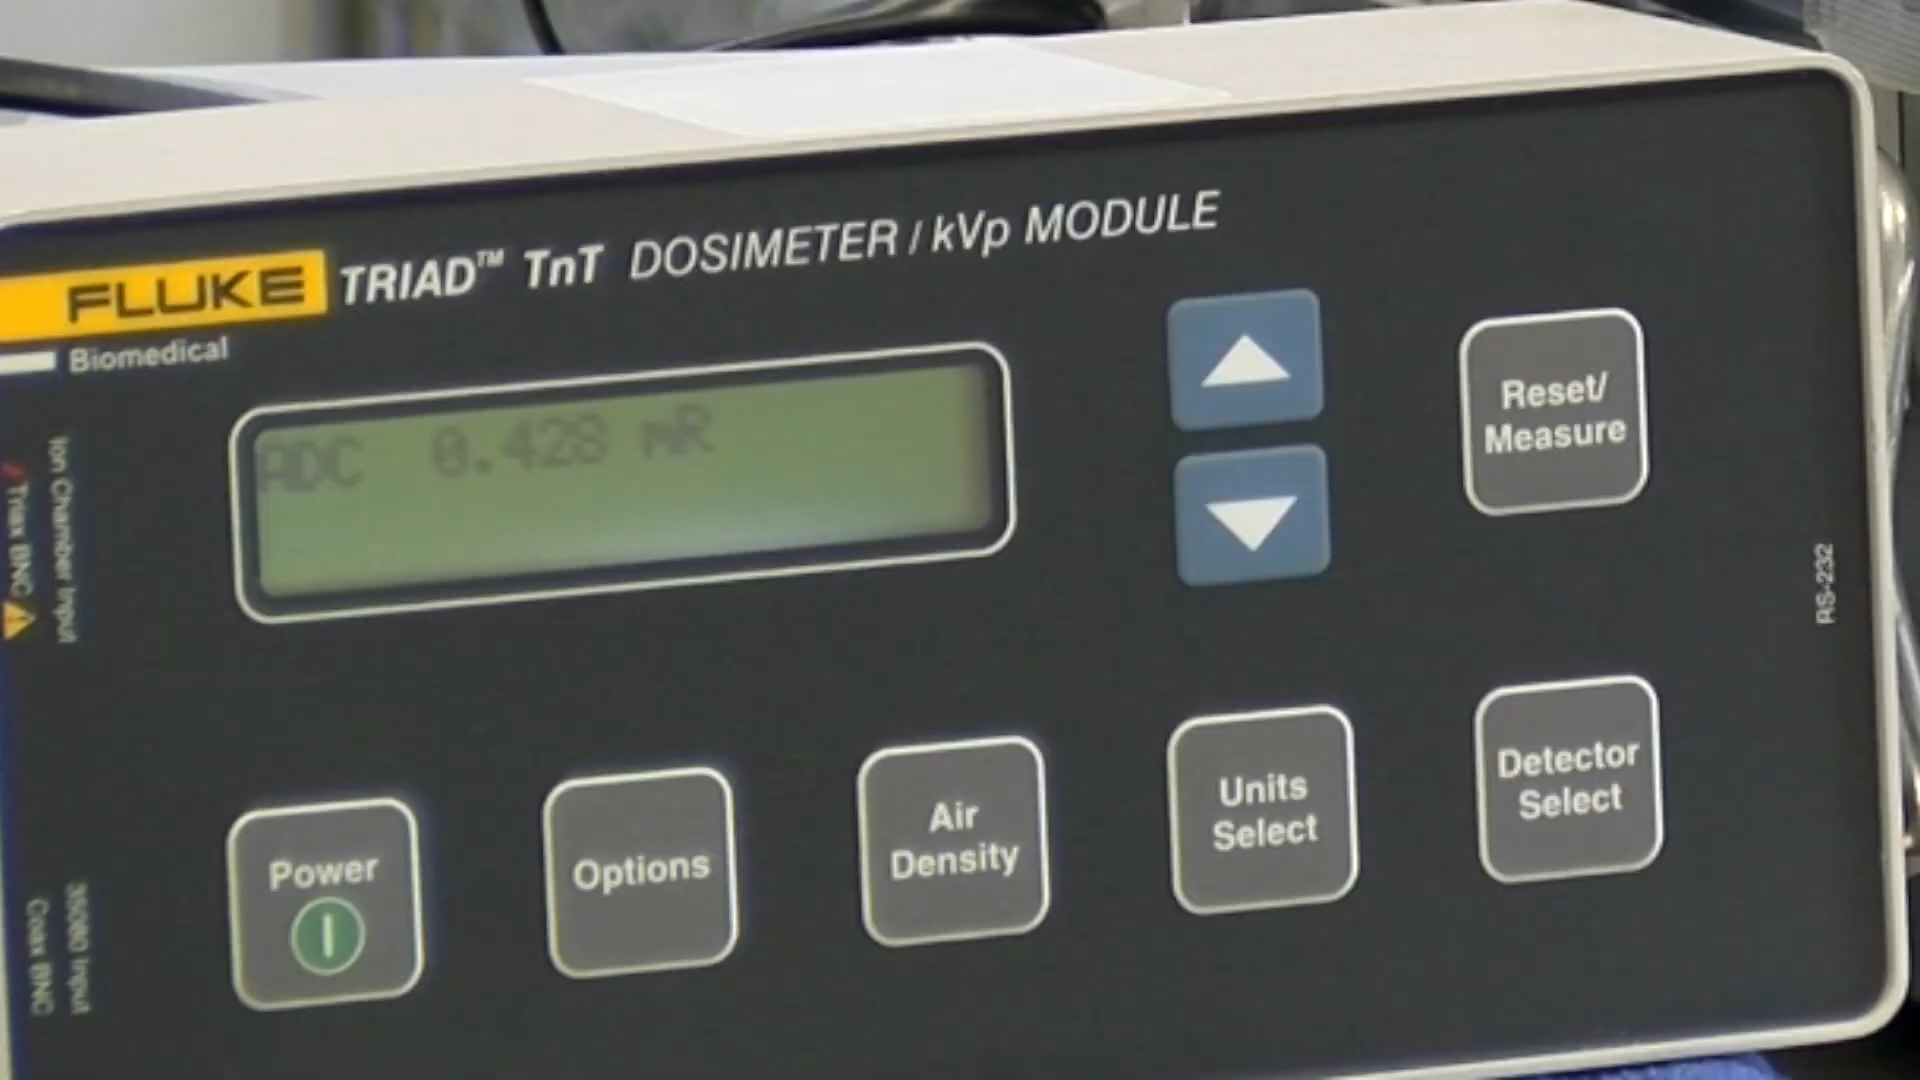 FLUKE TRIAD™ TnT DOSIMETER / kVp MODULE
Biomedical
ADC 0.428 mR
Reset/
Measure
Ion Chamber Input
Triax BNC
RS-232
Power
Options
Air
Density
Units
Select
Detector
Select
35080 Input
Coax BNC